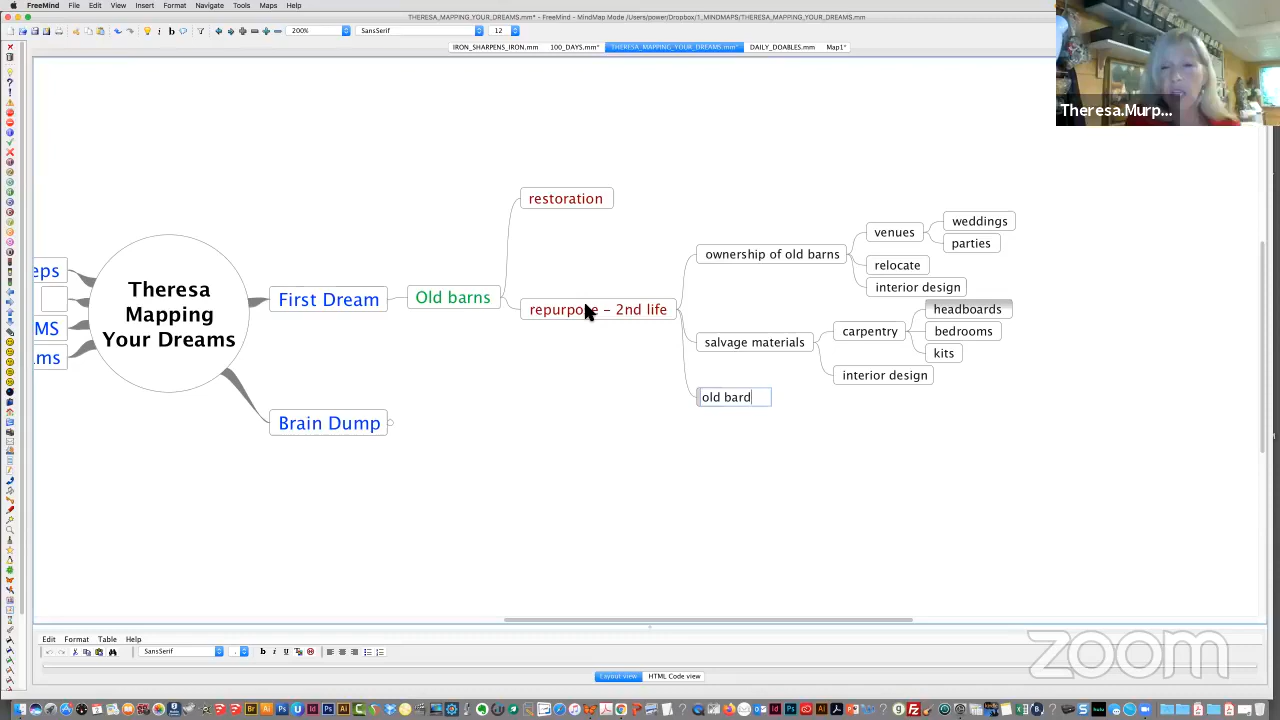 FreeMind File Edit View Insert Format Navigate Tools Maps Help
THERESA_MAPPING_YOUR_DREAMS.mm* - FreeMind - MindMap Mode /Users/power/Dropbox/1_MINDMAPS/THERESA_MAPPING_YOUR_DREAMS.mm
200% SansSerif 12
IRON_SHARPENS_IRON.mm 100_DAYS.mm* THERESA_MAPPING_YOUR_DREAMS.mm* DAILY_DOABLES.mm Map1*
Theresa.Murp...
restoration
weddings
venues
parties
ownership of old barns
relocate
interior design
eps
Theresa
Mapping
Your Dreams
First Dream
Old barns
repurpose - 2nd life
headboards
MS
salvage materials
carpentry
bedrooms
kits
ms
interior design
old bard
Brain Dump
Edit Format Table Help
SansSerif
Layout view HTML Code view
zoom